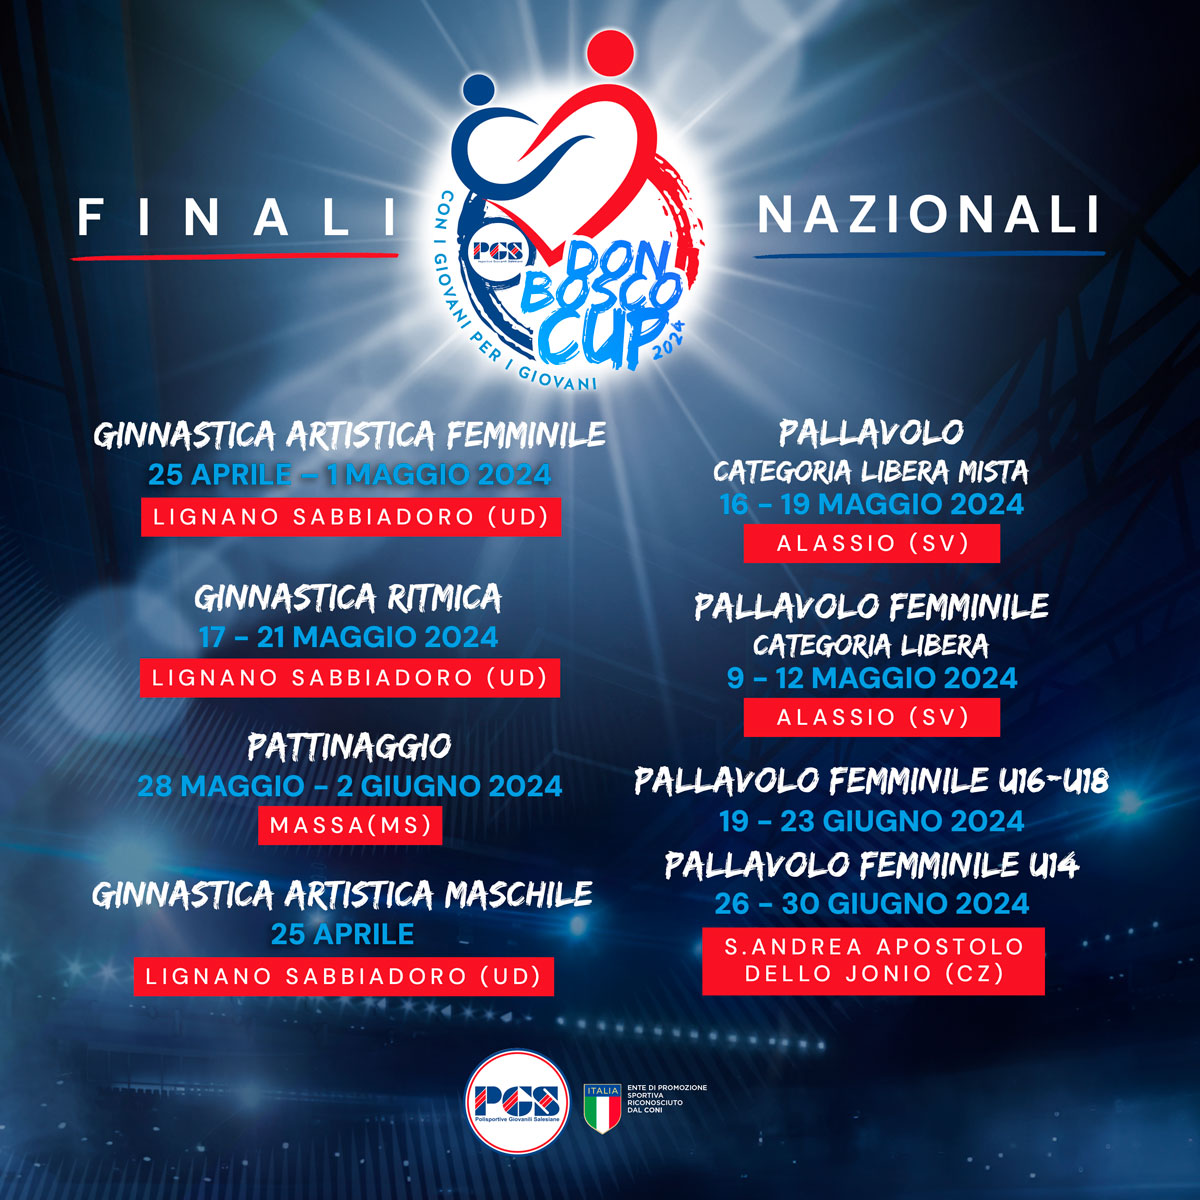 FINALI
NAZIONALI
CON I GIOVANI PER I GIOVANI
PGS
DON
BOSCO
CUP
2024
GINNASTICA ARTISTICA FEMMINILE
25 APRILE – 1 MAGGIO 2024
LIGNANO SABBIADORO (UD)
GINNASTICA RITMICA
17 - 21 MAGGIO 2024
LIGNANO SABBIADORO (UD)
PATTINAGGIO
28 MAGGIO - 2 GIUGNO 2024
MASSA(MS)
GINNASTICA ARTISTICA MASCHILE
25 APRILE
LIGNANO SABBIADORO (UD)
PALLAVOLO
CATEGORIA LIBERA MISTA
16 - 19 MAGGIO 2024
ALASSIO (SV)
PALLAVOLO FEMMINILE
CATEGORIA LIBERA
9 - 12 MAGGIO 2024
ALASSIO (SV)
PALLAVOLO FEMMINILE U16-U18
19 - 23 GIUGNO 2024
PALLAVOLO FEMMINILE U14
26 - 30 GIUGNO 2024
S.ANDREA APOSTOLO
DELLO JONIO (CZ)
PGS
Polisportive Giovanili Salesiane
ITALIA
ENTE DI PROMOZIONE
SPORTIVA
RICONOSCIUTO
DAL CONI